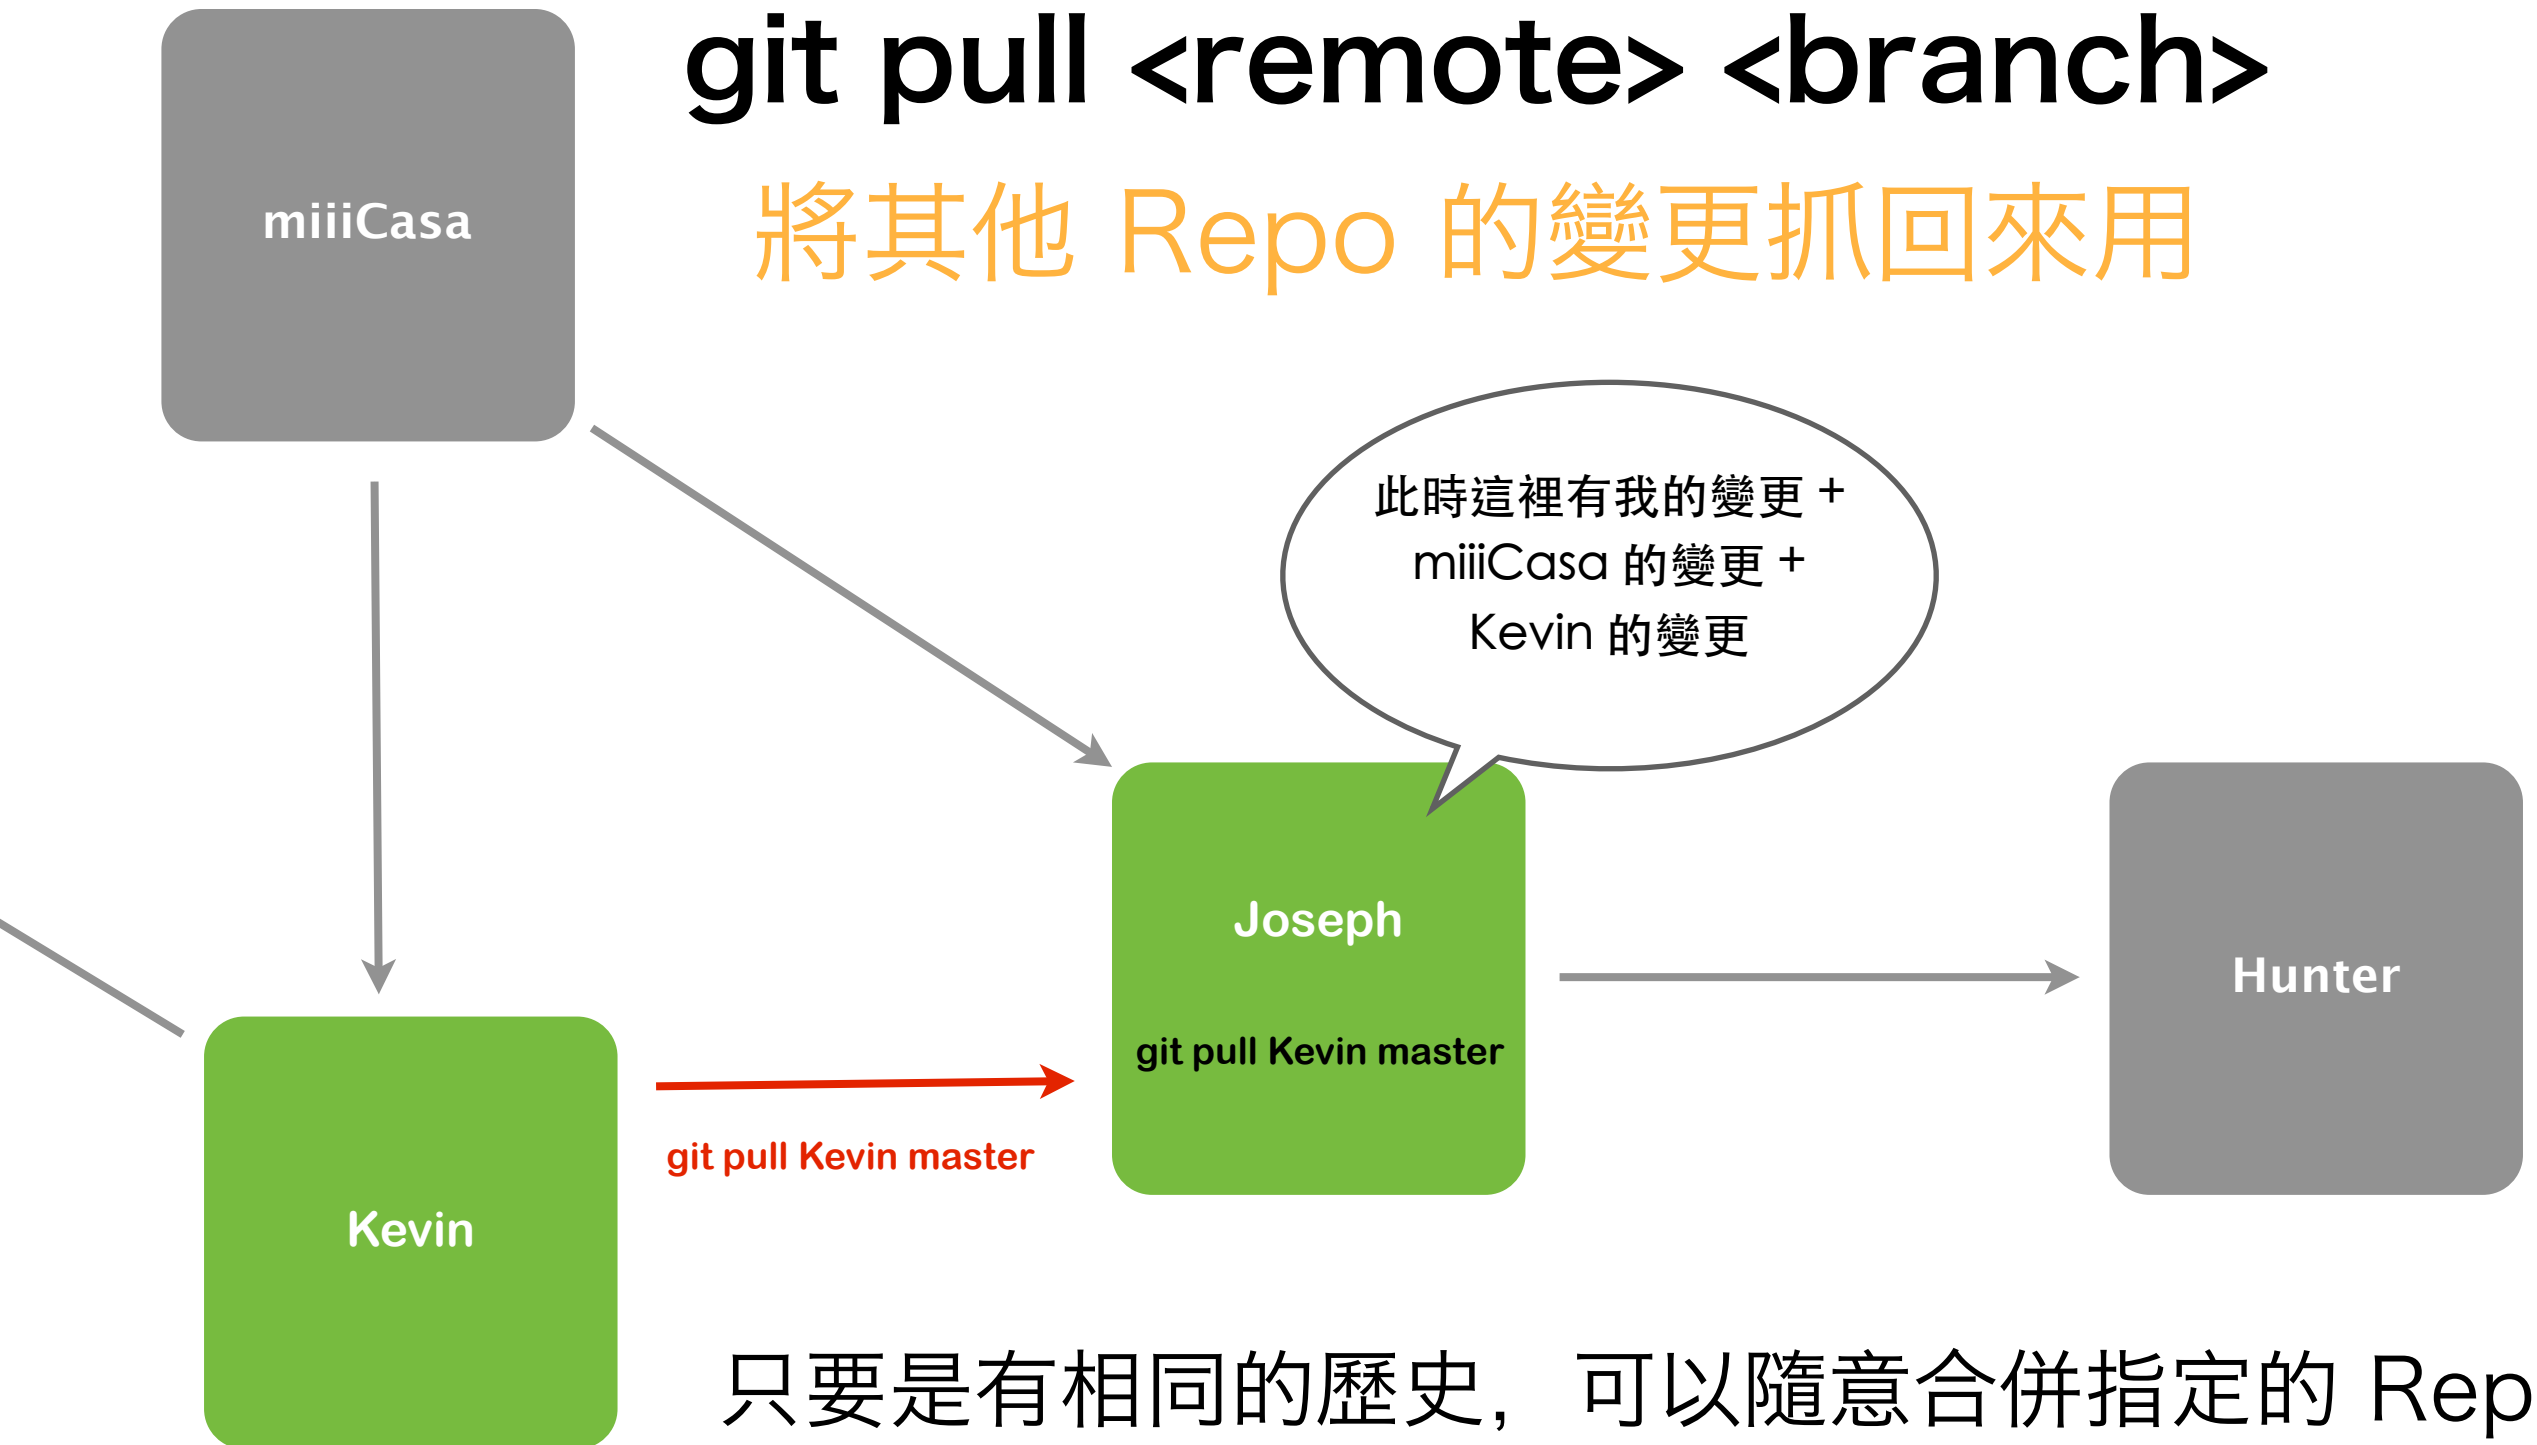 git pull <remote> <branch>
將其他 Repo 的變更抓回來用
miiiCasa
此時這裡有我的變更 +
miiiCasa 的變更 +
Kevin 的變更
Joseph
git pull Kevin master
Hunter
git pull Kevin master
Kevin
只要是有相同的歷史，可以隨意合併指定的 Rep